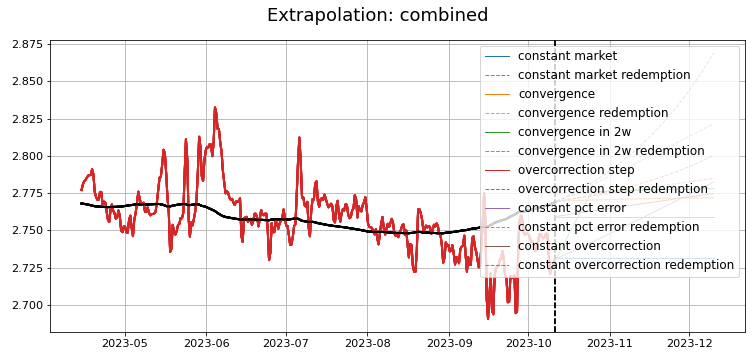 Extrapolation: combined
2.875
2.850
2.825
2.800
2.775
2.750
2.725
2.700
constant market
constant market redemption
convergence
convergence redemption
convergence in 2w
convergence in 2w redemption
overcorrection step
overcorrection step redemption
constant pct error
constant pct error redemption
constant overcorrection
constant overcorrection redemption
2023-05 2023-06 2023-07 2023-08 2023-09 2023-10 2023-11 2023-12